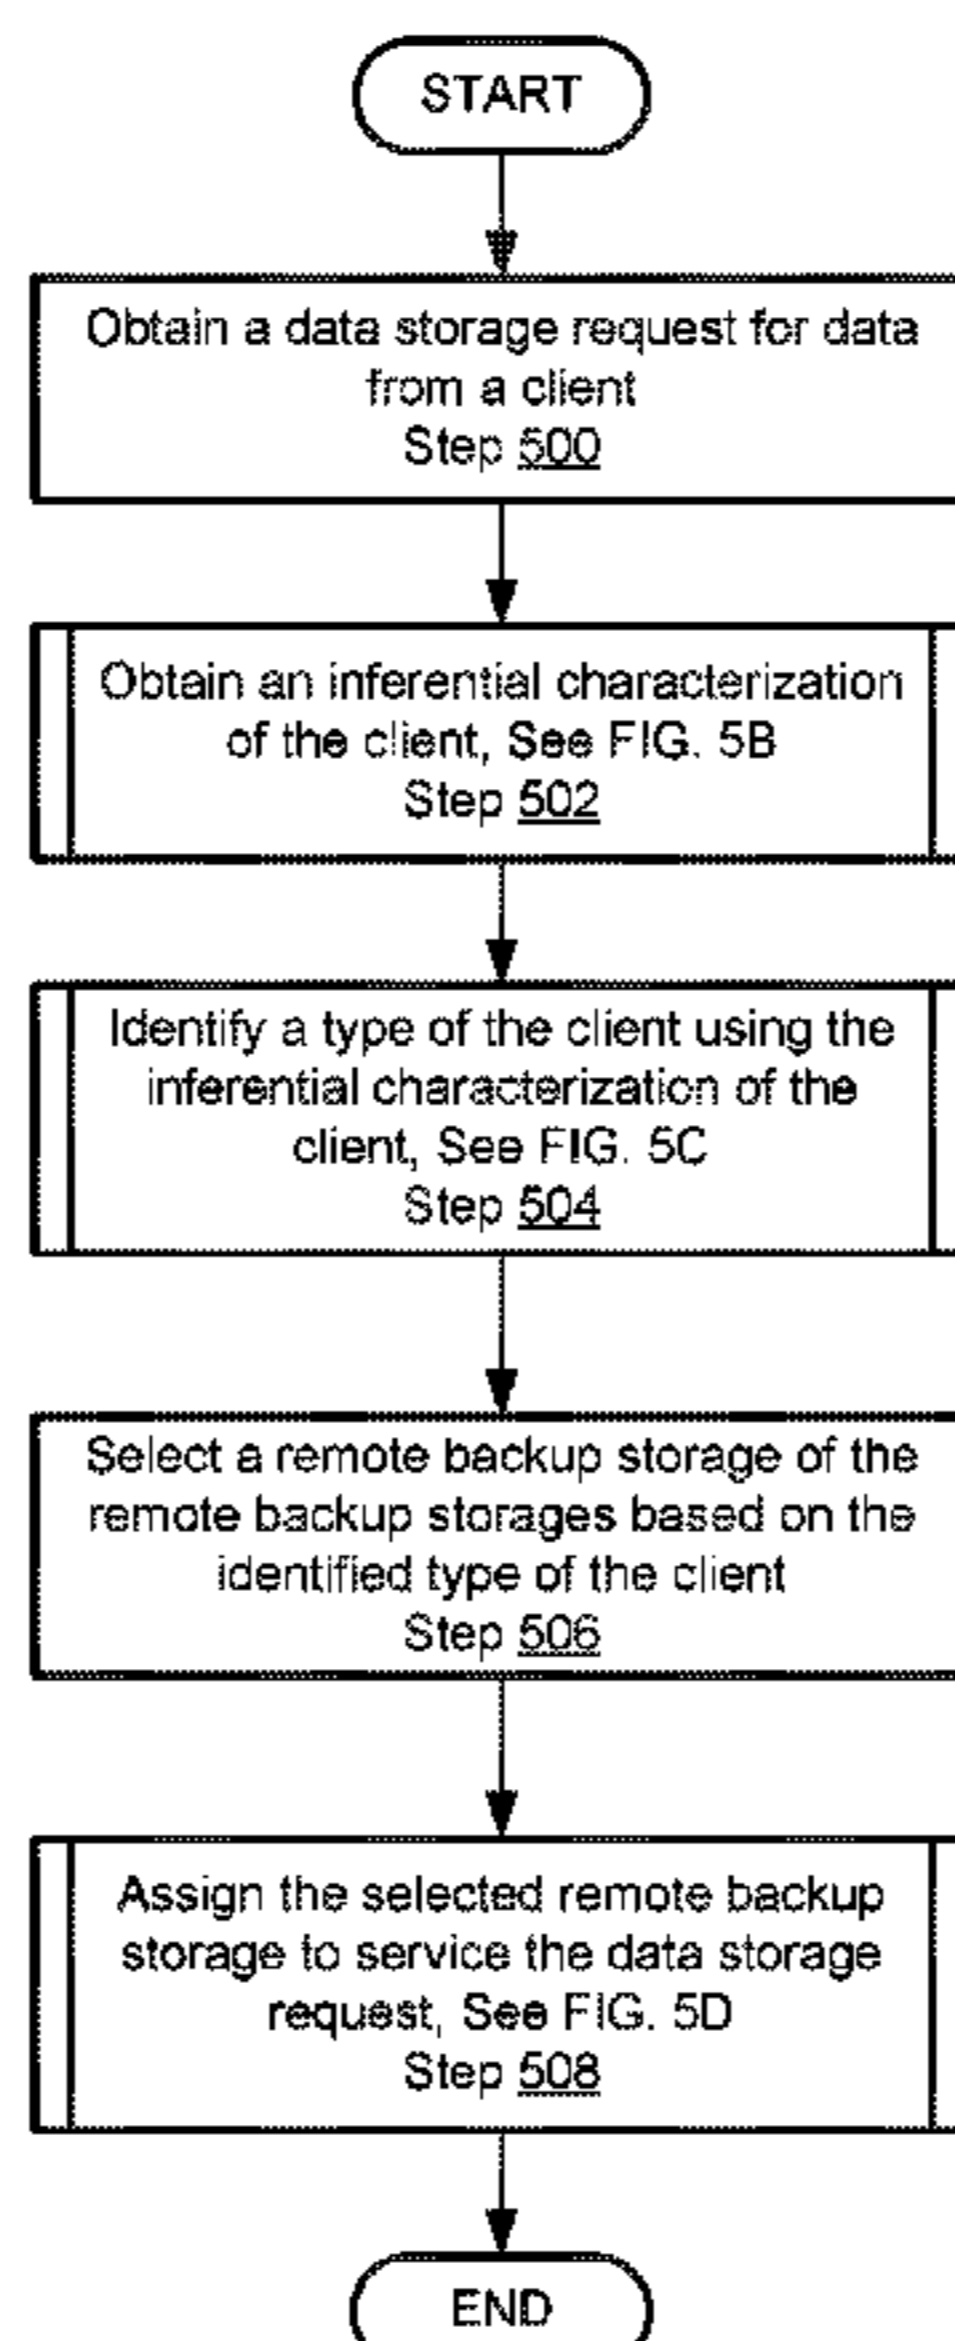 START
Obtain a data storage request for data
from a client
Step 500
Obtain an inferential characterization
of the client, See FIG. 5B
Step 502
Identify a type of the client using the
inferential characterization of the
client, See FIG. 5C
Step 504
Select a remote backup storage of the
remote backup storages based on the
identified type of the client
Step 506
Assign the selected remote backup
storage to service the data storage
request, See FIG. 5D
Step 508
END